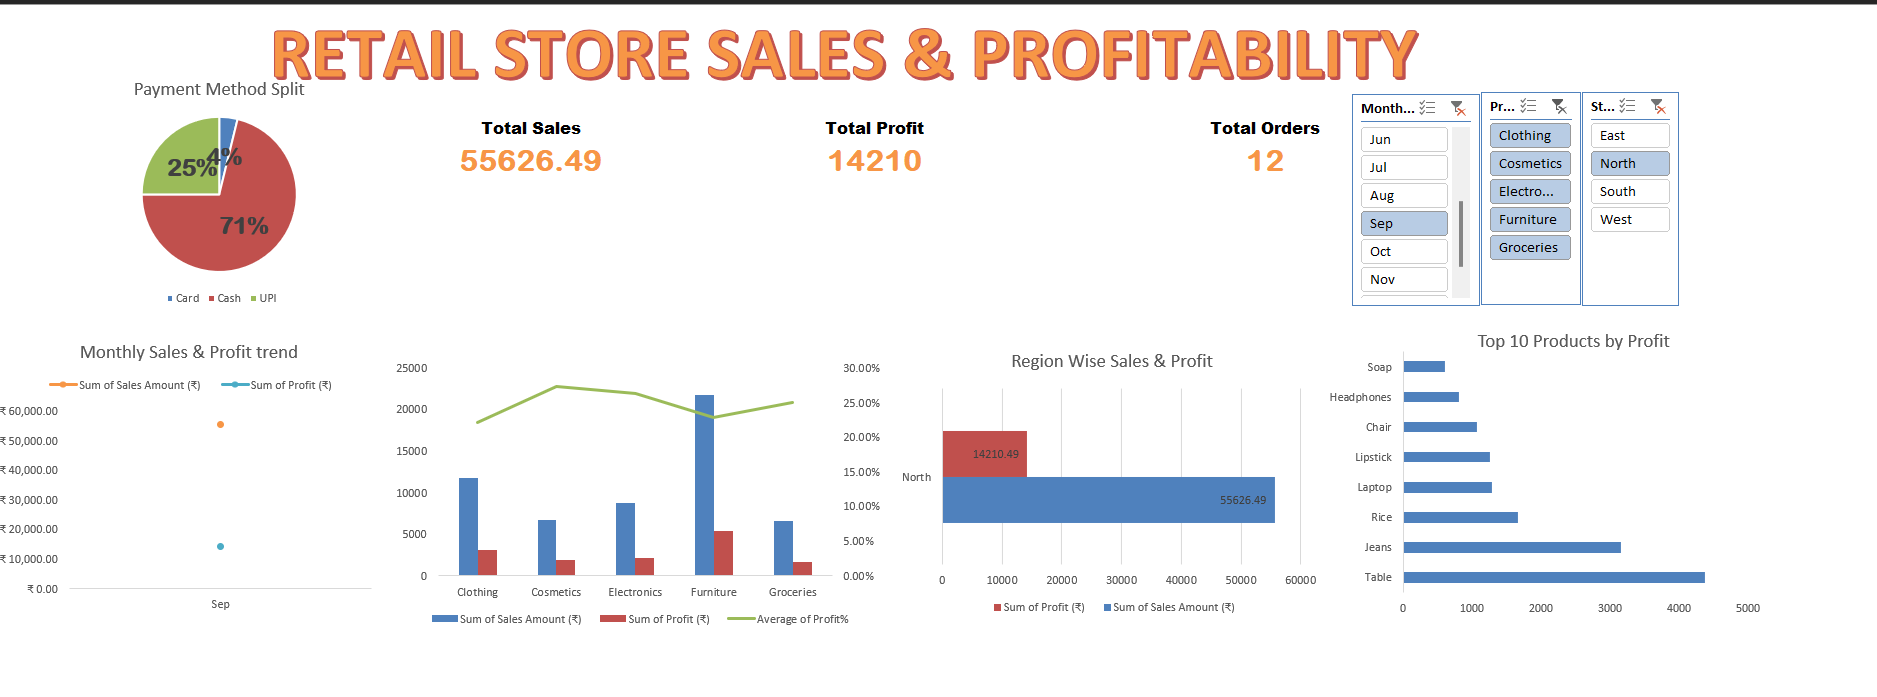 RETAIL STORE SALES & PROFITABILITY
Payment Method Split
4%
25%
71%
Card Cash UPI
Total Sales
55626.49
Total Profit
14210
Total Orders
12
Month...
Jun
Jul
Aug
Sep
Oct
Nov
Pr...
Clothing
Cosmetics
Electro...
Furniture
Groceries
St...
East
North
South
West
Monthly Sales & Profit trend
Sum of Sales Amount (₹) Sum of Profit (₹)
₹ 60,000.00
₹ 50,000.00
₹ 40,000.00
₹ 30,000.00
₹ 20,000.00
₹ 10,000.00
₹ 0.00
Sep
25000
20000
15000
10000
5000
0
30.00%
25.00%
20.00%
15.00%
10.00%
5.00%
0.00%
Clothing Cosmetics Electronics Furniture Groceries
Sum of Sales Amount (₹) Sum of Profit (₹) Average of Profit%
Region Wise Sales & Profit
14210.49
North
55626.49
0 10000 20000 30000 40000 50000 60000
Sum of Profit (₹) Sum of Sales Amount (₹)
Top 10 Products by Profit
Soap
Headphones
Chair
Lipstick
Laptop
Rice
Jeans
Table
0 1000 2000 3000 4000 5000